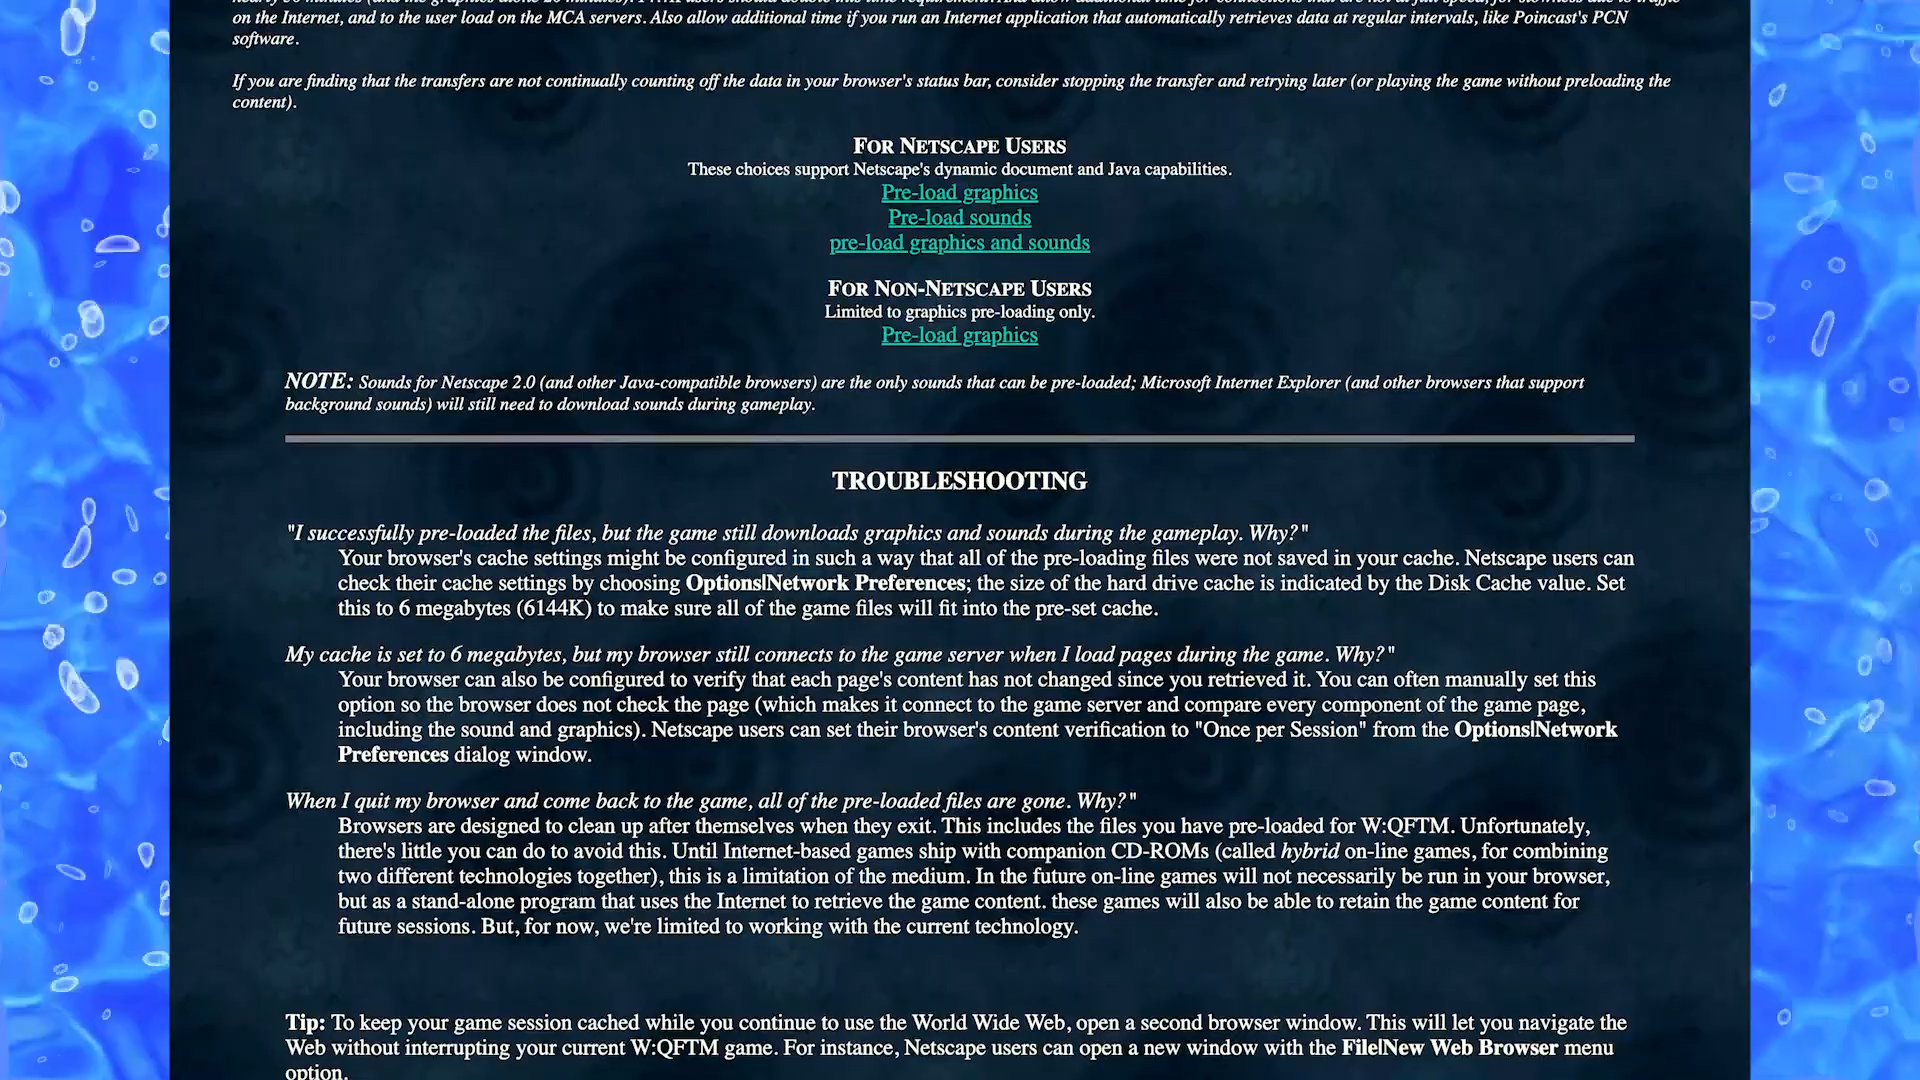 on the Internet, and to the user load on the MCA servers. Also allow additional time if you run an Internet application that automatically retrieves data at regular intervals, like Poincast's PCN
software.
If you are finding that the transfers are not continually counting off the data in your browser's status bar, consider stopping the transfer and retrying later (or playing the game without preloading the
content).
FOR NETSCAPE USERS
These choices support Netscape's dynamic document and Java capabilities.
Pre-load graphics
Pre-load sounds
pre-load graphics and sounds
FOR NON-NETSCAPE USERS
Limited to graphics pre-loading only.
Pre-load graphics
NOTE: Sounds for Netscape 2.0 (and other Java-compatible browsers) are the only sounds that can be pre-loaded; Microsoft Internet Explorer (and other browsers that support
background sounds) will still need to download sounds during gameplay.
TROUBLESHOOTING
"I successfully pre-loaded the files, but the game still downloads graphics and sounds during the gameplay. Why?"
Your browser's cache settings might be configured in such a way that all of the pre-loading files were not saved in your cache. Netscape users can
check their cache settings by choosing Options|Network Preferences; the size of the hard drive cache is indicated by the Disk Cache value. Set
this to 6 megabytes (6144K) to make sure all of the game files will fit into the pre-set cache.
My cache is set to 6 megabytes, but my browser still connects to the game server when I load pages during the game. Why?"
Your browser can also be configured to verify that each page's content has not changed since you retrieved it. You can often manually set this
option so the browser does not check the page (which makes it connect to the game server and compare every component of the game page,
including the sound and graphics). Netscape users can set their browser's content verification to "Once per Session" from the Options|Network
Preferences dialog window.
When I quit my browser and come back to the game, all of the pre-loaded files are gone. Why?"
Browsers are designed to clean up after themselves when they exit. This includes the files you have pre-loaded for W:QFTM. Unfortunately,
there's little you can do to avoid this. Until Internet-based games ship with companion CD-ROMs (called hybrid on-line games, for combining
two different technologies together), this is a limitation of the medium. In the future on-line games will not necessarily be run in your browser,
but as a stand-alone program that uses the Internet to retrieve the game content. these games will also be able to retain the game content for
future sessions. But, for now, we're limited to working with the current technology.
Tip: To keep your game session cached while you continue to use the World Wide Web, open a second browser window. This will let you navigate the
Web without interrupting your current W:QFTM game. For instance, Netscape users can open a new window with the File|New Web Browser menu
option.